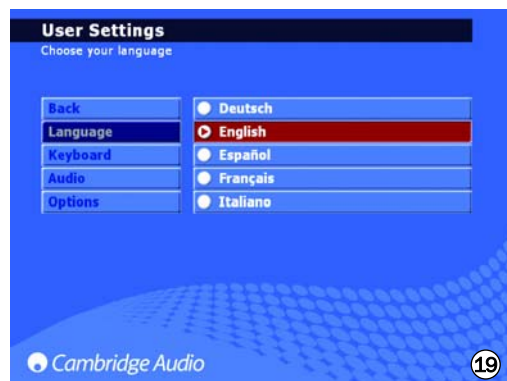 User Settings
Choose your language
Back
Language
Keyboard
Audio
Options
Deutsch
English
Español
Français
Italiano
Cambridge Audio
19